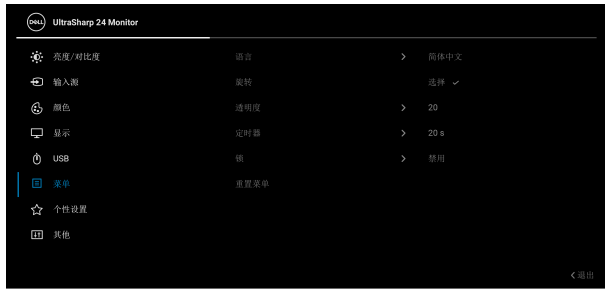 DELL UltraSharp 24 Monitor
亮度/对比度 语言 > 简体中文
输入源 旋转 选择 ✓
颜色 透明度 > 20
显示 定时器 > 20 s
USB 锁 > 禁用
菜单 重置菜单
个性设置
其他
<退出